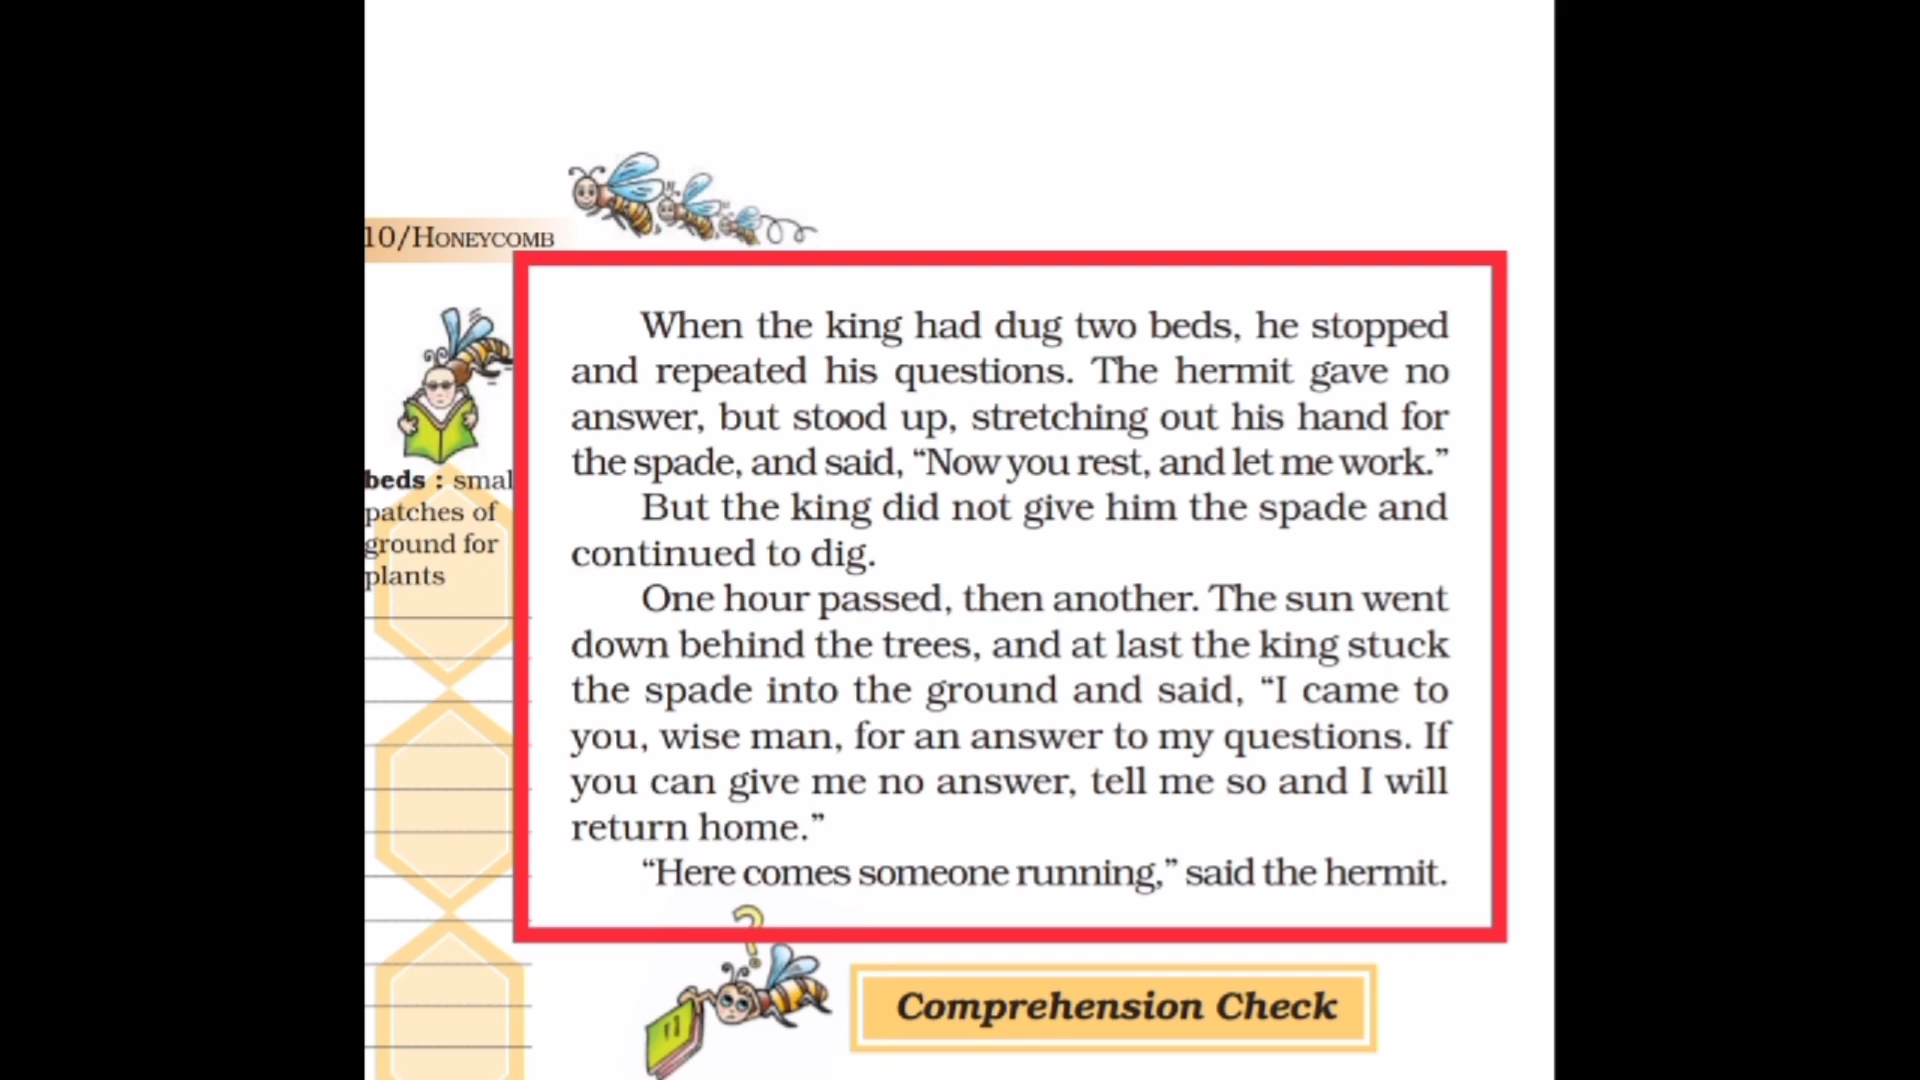 10/HONEYCOMB
When the king had dug two beds, he stopped
and repeated his questions. The hermit gave no
answer, but stood up, stretching out his hand for
the spade, and said, “Now you rest, and let me work.”
But the king did not give him the spade and
continued to dig.
One hour passed, then another. The sun went
down behind the trees, and at last the king stuck
the spade into the ground and said, “I came to
you, wise man, for an answer to my questions. If
you can give me no answer, tell me so and I will
return home.”
“Here comes someone running,” said the hermit.
beds : smal
patches of
ground for
plants
?
Comprehension Check